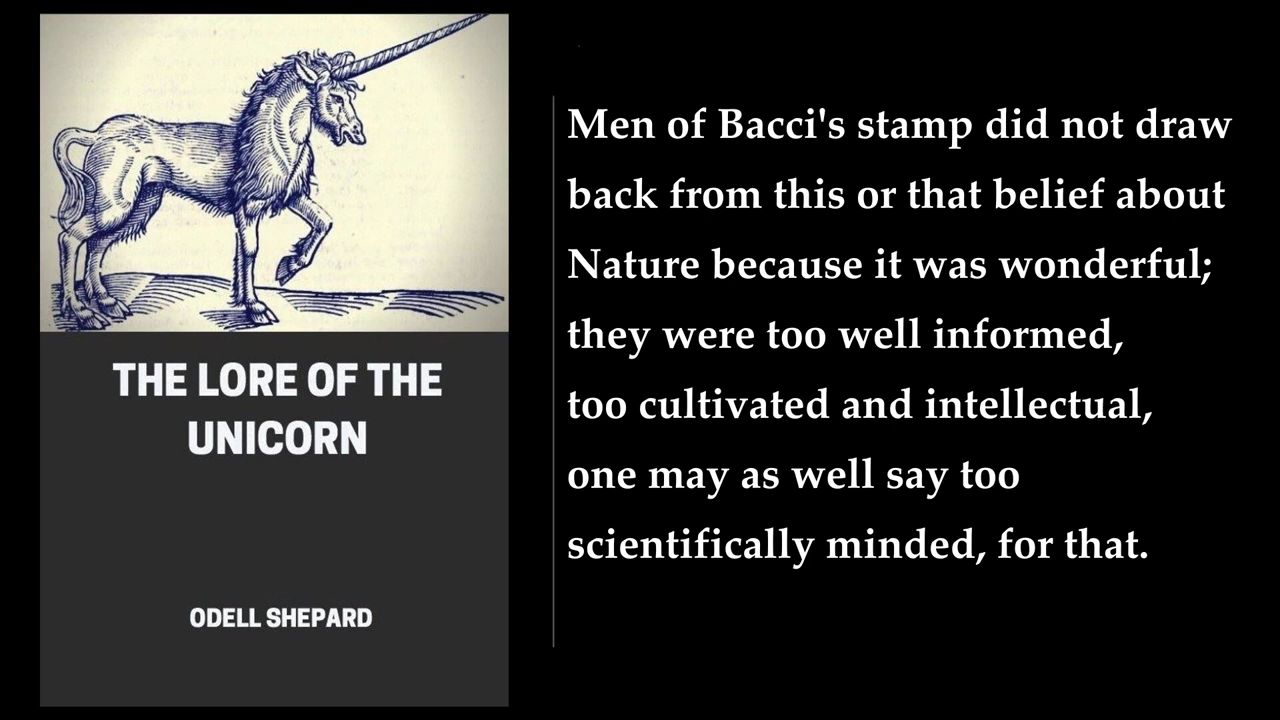 THE LORE OF THE
UNICORN
ODELL SHEPARD
Men of Bacci's stamp did not draw
back from this or that belief about
Nature because it was wonderful;
they were too well informed,
too cultivated and intellectual,
one may as well say too
scientifically minded, for that.